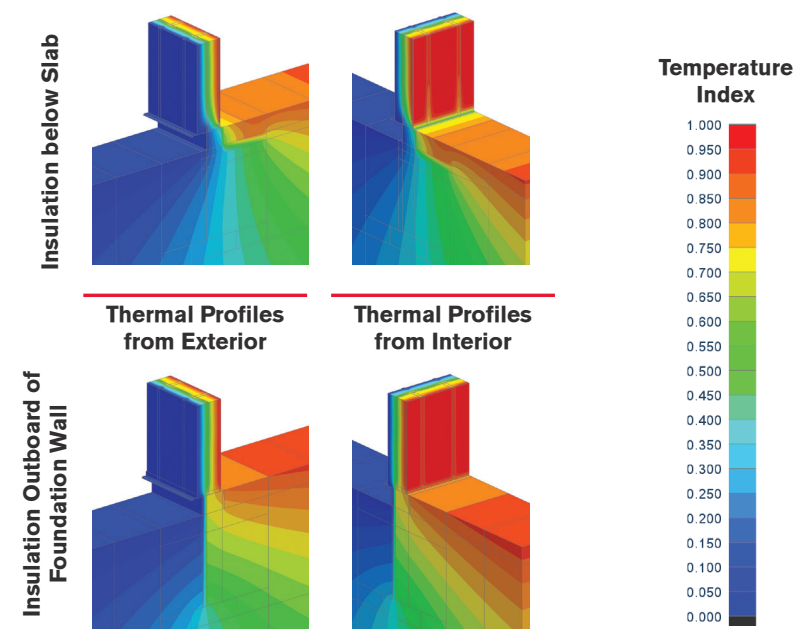 Insulation below Slab
Thermal Profiles
from Exterior
Thermal Profiles
from Interior
Insulation Outboard of
Foundation Wall
Temperature
Index
1.000
0.950
0.900
0.850
0.800
0.750
0.700
0.650
0.600
0.550
0.500
0.450
0.400
0.350
0.300
0.250
0.200
0.150
0.100
0.050
0.000